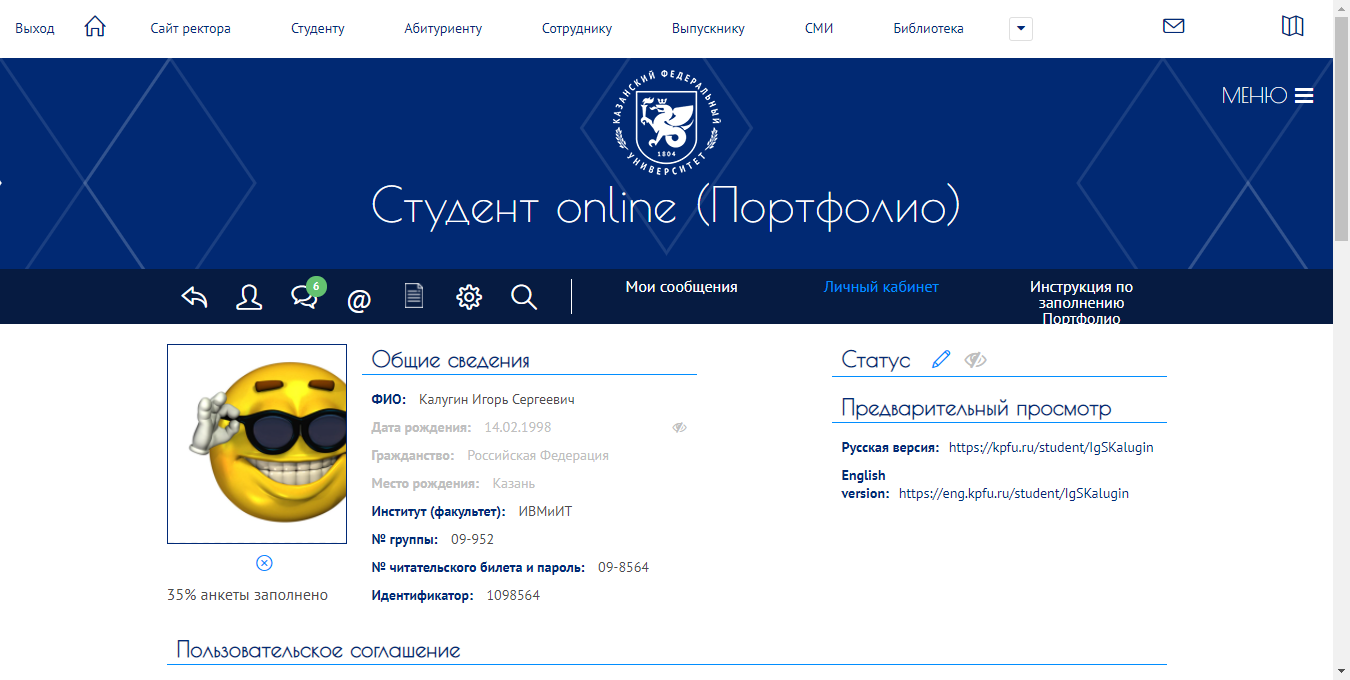 Выход Сайт ректора Студенту Абитуриенту Сотруднику Выпускнику СМИ Библиотека
МЕНЮ
КАЗАНСКИЙ ФЕДЕРАЛЬНЫЙ УНИВЕРСИТЕТ
1804
Студент online (Портфолио)
6
@
Мои сообщения
Личный кабинет
Инструкция по
заполнению
Портфолио
35% анкеты заполнено
Общие сведения
ФИО: Калугин Игорь Сергеевич
Дата рождения: 14.02.1998
Гражданство: Российская Федерация
Место рождения: Казань
Институт (факультет): ИВМиИТ
№ группы: 09-952
№ читательского билета и пароль: 09-8564
Идентификатор: 1098564
Статус
Предварительный просмотр
Русская версия: https://kpfu.ru/student/IgSKalugin
English
version: https://eng.kpfu.ru/student/IgSKalugin
Пользовательское соглашение